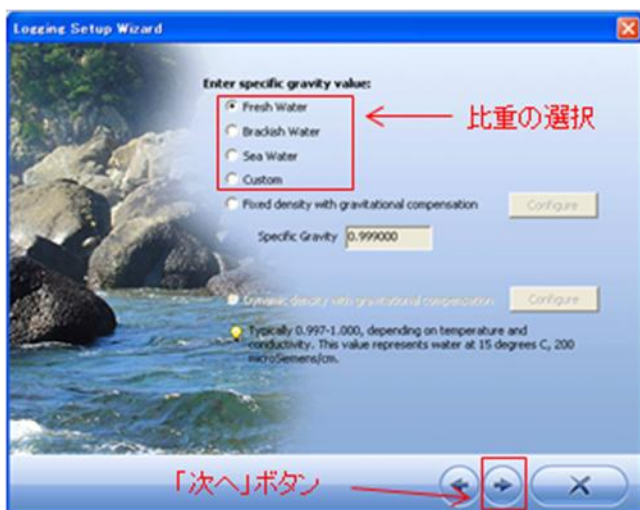 Logging Setup Wizard
Enter specific gravity value:
Fresh Water
Brackish Water
Sea Water
Custom
比重の選択
Fixed density with gravitational compensation
Configure
Specific Gravity 0.999000
Dynamic density with gravitational compensation
Configure
Typically 0.997-1.000, depending on temperature and
conductivity. This value represents water at 15 degrees C, 200
microSiemens/cm.
「次へ」ボタン